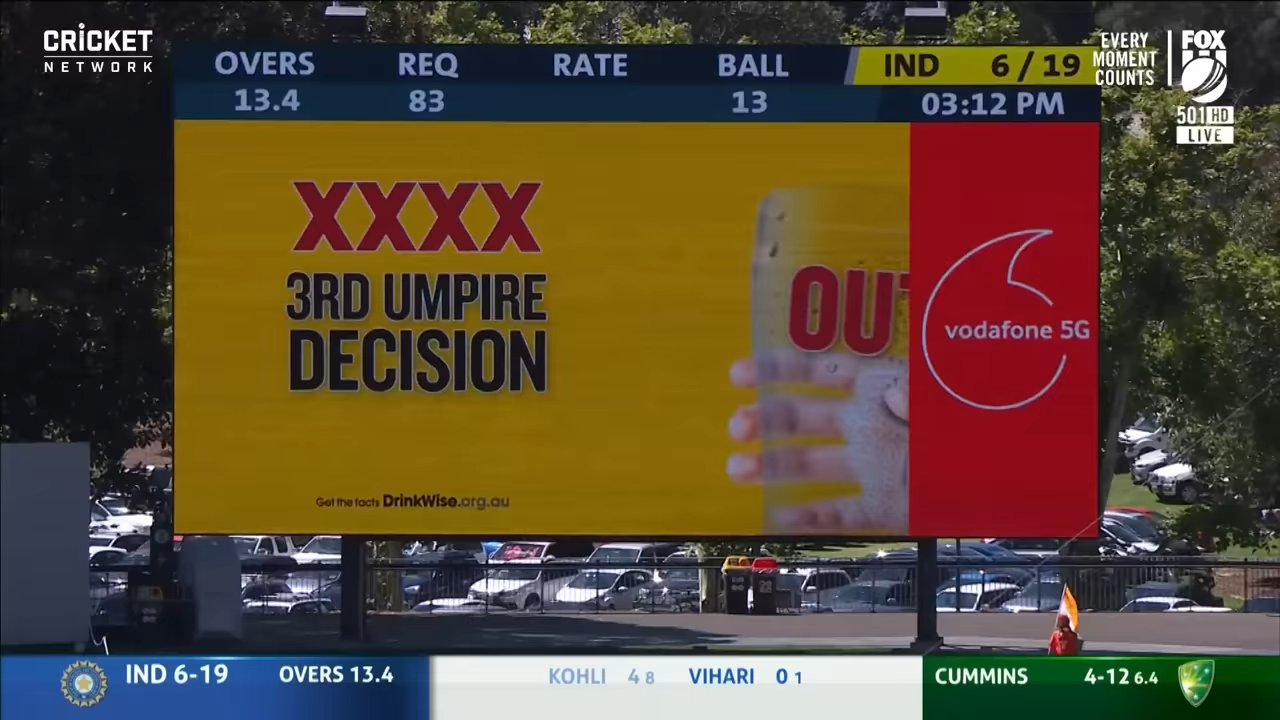 CRICKET
NETWORK
OVERS REQ RATE BALL IND 6 / 19
13.4 83 13 03:12 PM
EVERY
MOMENT
COUNTS
FOX
501 HD
LIVE
XXXX
3RD UMPIRE
DECISION
OUT
vodafone 5G
Get the facts DrinkWise.org.au
IND 6-19 OVERS 13.4 KOHLI 4 8 VIHARI 0 1 CUMMINS 4-12 6.4